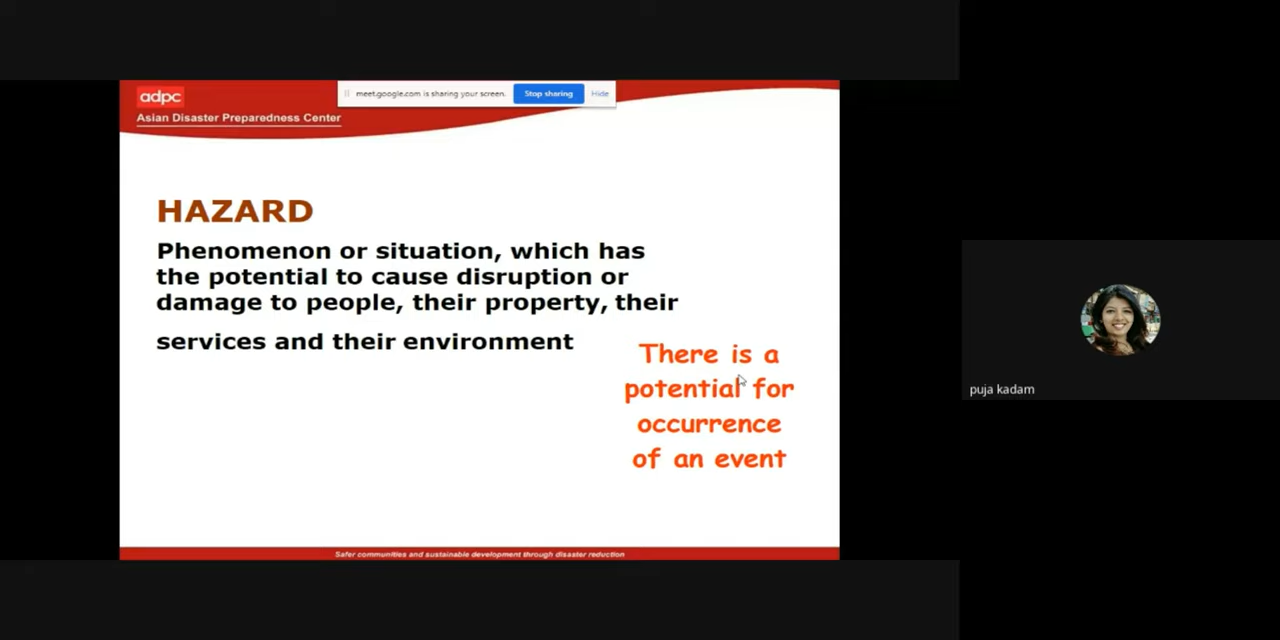 adpc
Asian Disaster Preparedness Center
meet.google.com is sharing your screen.
Stop sharing
Hide
HAZARD
Phenomenon or situation, which has
the potential to cause disruption or
damage to people, their property, their
services and their environment
There is a
potential for
occurrence
of an event
Safer communities and sustainable development through disaster reduction
puja kadam